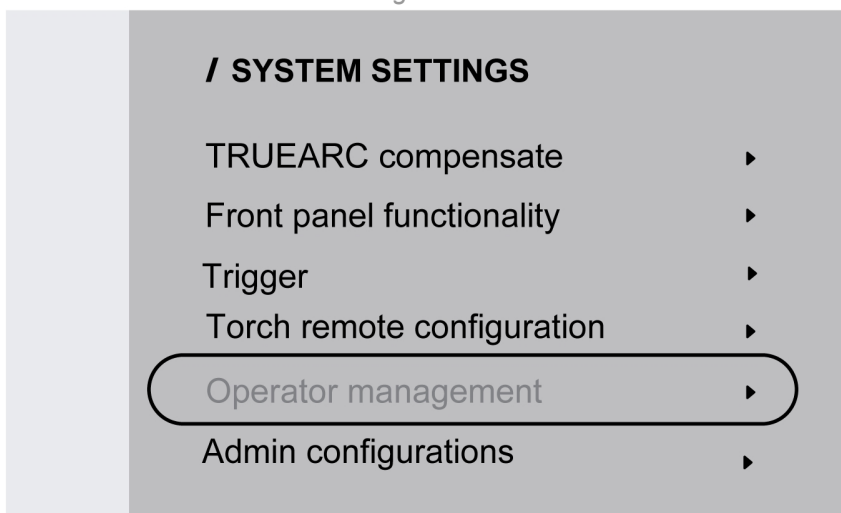 / SYSTEM SETTINGS
TRUEARC compensate
Front panel functionality
Trigger
Torch remote configuration
Operator management
Admin configurations